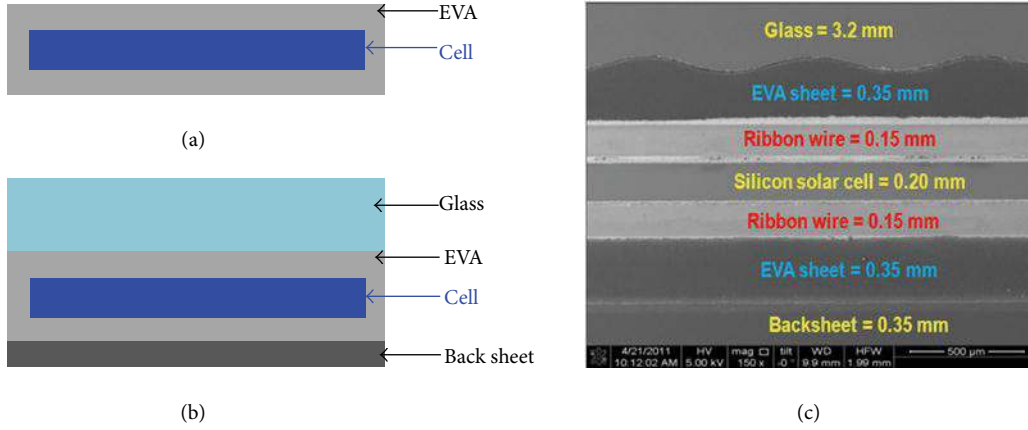 EVA
Cell
(a)
Glass
EVA
Cell
Back sheet
(b)
Glass = 3.2 mm
EVA sheet = 0.35 mm
Ribbon wire = 0.15 mm
Silicon solar cell = 0.20 mm
Ribbon wire = 0.15 mm
EVA sheet = 0.35 mm
Backsheet = 0.35 mm
4/21/2011 HV mag □ tilt WD HFW 500 µm
10:12:02 AM 5.00 kV 150 x -0 ° 9.9 mm 1.99 mm
(c)